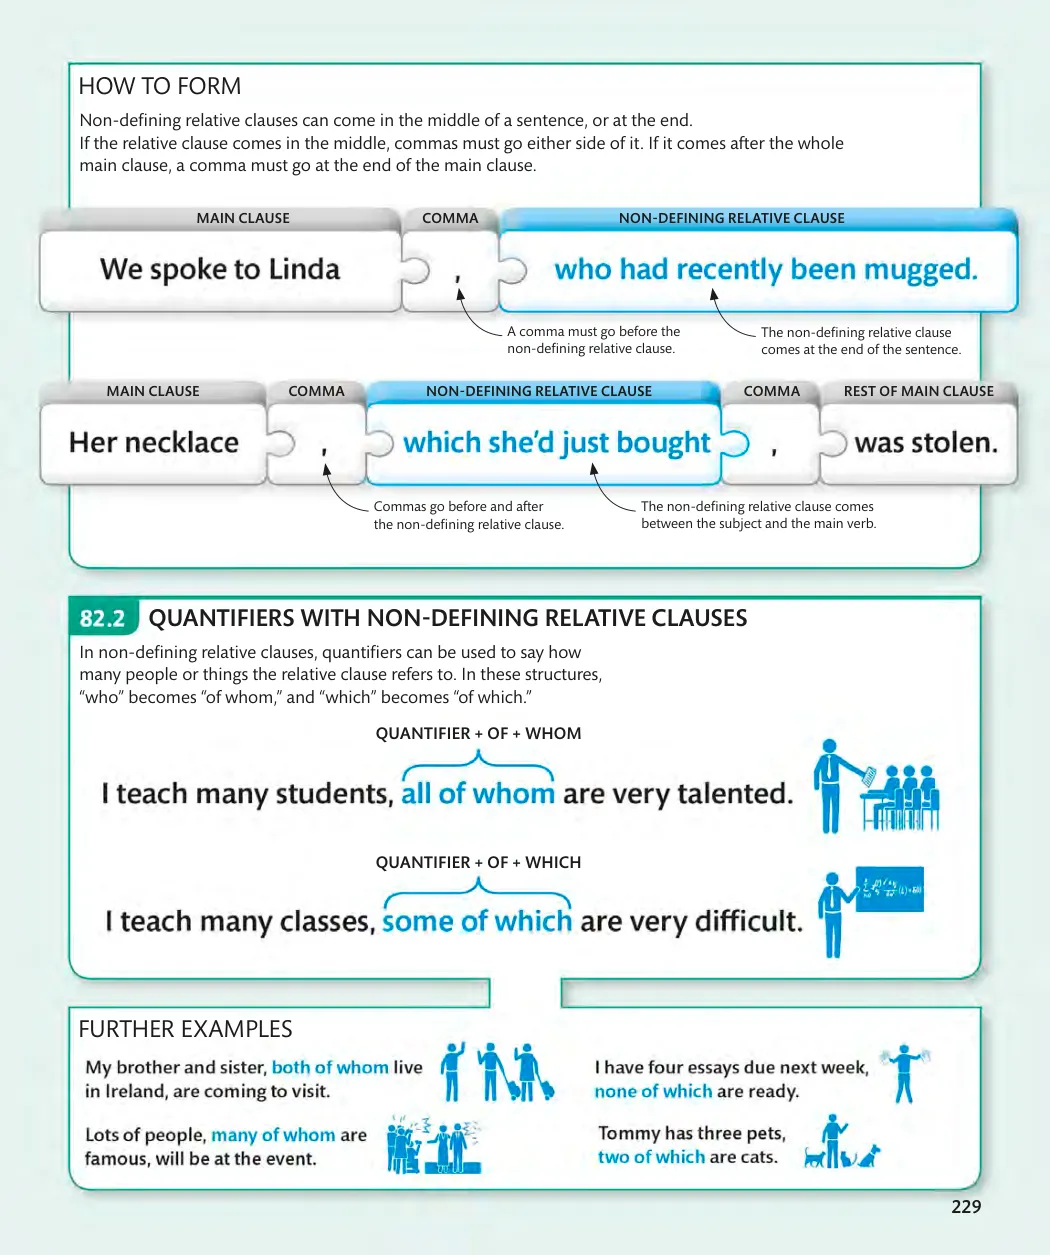 HOW TO FORM
Non-defining relative clauses can come in the middle of a sentence, or at the end.
If the relative clause comes in the middle, commas must go either side of it. If it comes after the whole
main clause, a comma must go at the end of the main clause.
MAIN CLAUSE COMMA NON-DEFINING RELATIVE CLAUSE
We spoke to Linda , who had recently been mugged.
A comma must go before the
non-defining relative clause.
The non-defining relative clause
comes at the end of the sentence.
MAIN CLAUSE COMMA NON-DEFINING RELATIVE CLAUSE COMMA REST OF MAIN CLAUSE
Her necklace , which she’d just bought , was stolen.
Commas go before and after
the non-defining relative clause.
The non-defining relative clause comes
between the subject and the main verb.
82.2 QUANTIFIERS WITH NON-DEFINING RELATIVE CLAUSES
In non-defining relative clauses, quantifiers can be used to say how
many people or things the relative clause refers to. In these structures,
“who” becomes “of whom,” and “which” becomes “of which.”
QUANTIFIER + OF + WHOM
I teach many students, all of whom are very talented.
QUANTIFIER + OF + WHICH
I teach many classes, some of which are very difficult.
FURTHER EXAMPLES
My brother and sister, both of whom live
in Ireland, are coming to visit.
I have four essays due next week,
none of which are ready.
Lots of people, many of whom are
famous, will be at the event.
Tommy has three pets,
two of which are cats.
229